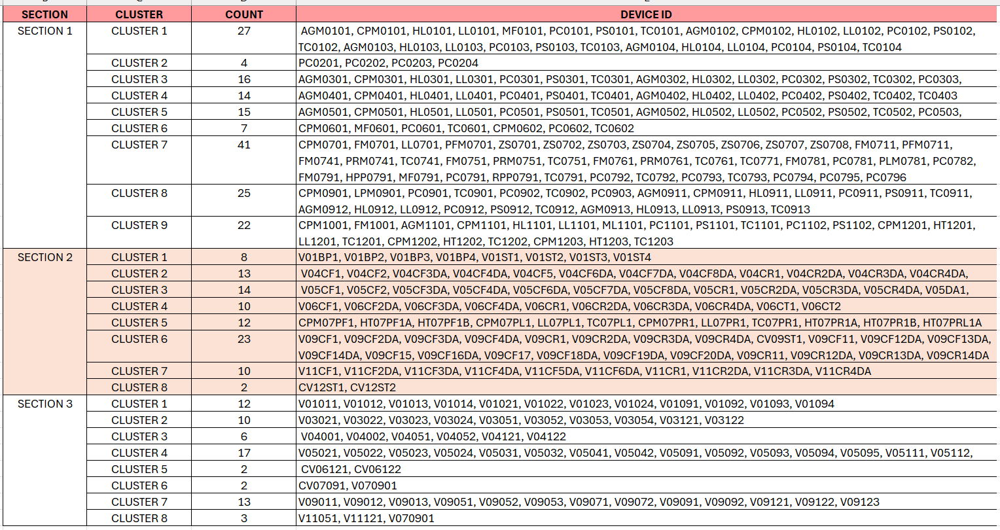 SECTION CLUSTER COUNT DEVICE ID
SECTION 1 CLUSTER 1 27 AGM0101, CPM0101, HL0101, LL0101, MF0101, PC0101, PS0101, TC0101, AGM0102, CPM0102, HL0102, LL0102, PC0102, PS0102,
TC0102, AGM0103, HL0103, LL0103, PC0103, PS0103, TC0103, AGM0104, HL0104, LL0104, PC0104, PS0104, TC0104
CLUSTER 2 4 PC0201, PC0202, PC0203, PC0204
CLUSTER 3 16 AGM0301, CPM0301, HL0301, LL0301, PC0301, PS0301, TC0301, AGM0302, HL0302, LL0302, PC0302, PS0302, TC0302, PC0303,
CLUSTER 4 14 AGM0401, CPM0401, HL0401, LL0401, PC0401, PS0401, TC0401, AGM0402, HL0402, LL0402, PC0402, PS0402, TC0402, TC0403
CLUSTER 5 15 AGM0501, CPM0501, HL0501, LL0501, PC0501, PS0501, TC0501, AGM0502, HL0502, LL0502, PC0502, PS0502, TC0502, PC0503,
CLUSTER 6 7 CPM0601, MF0601, PC0601, TC0601, CPM0602, PC0602, TC0602
CLUSTER 7 41 CPM0701, FM0701, LL0701, PFM0701, ZS0701, ZS0702, ZS0703, ZS0704, ZS0705, ZS0706, ZS0707, ZS0708, FM0711, PFM0711,
FM0741, PRM0741, TC0741, FM0751, PRM0751, TC0751, FM0761, PRM0761, TC0761, TC0771, FM0781, PC0781, PLM0781, PC0782,
FM0791, HPP0791, MF0791, PC0791, RPP0791, TC0791, PC0792, TC0792, PC0793, TC0793, PC0794, PC0795, PC0796
CLUSTER 8 25 CPM0901, LPM0901, PC0901, TC0901, PC0902, TC0902, PC0903, AGM0911, CPM0911, HL0911, LL0911, PC0911, PS0911, TC0911,
AGM0912, HL0912, LL0912, PC0912, PS0912, TC0912, AGM0913, HL0913, LL0913, PS0913, TC0913
CLUSTER 9 22 CPM1001, FM1001, AGM1101, CPM1101, HL1101, LL1101, ML1101, PC1101, PS1101, TC1101, PC1102, PS1102, CPM1201, HT1201,
LL1201, TC1201, CPM1202, HT1202, TC1202, CPM1203, HT1203, TC1203
SECTION 2 CLUSTER 1 8 V01BP1, V01BP2, V01BP3, V01BP4, V01ST1, V01ST2, V01ST3, V01ST4
CLUSTER 2 13 V04CF1, V04CF2, V04CF3DA, V04CF4DA, V04CF5, V04CF6DA, V04CF7DA, V04CF8DA, V04CR1, V04CR2DA, V04CR3DA, V04CR4DA,
CLUSTER 3 14 V05CF1, V05CF2, V05CF3DA, V05CF4DA, V05CF6DA, V05CF7DA, V05CF8DA, V05CR1, V05CR2DA, V05CR3DA, V05CR4DA, V05DA1,
CLUSTER 4 10 V06CF1, V06CF2DA, V06CF3DA, V06CF4DA, V06CR1, V06CR2DA, V06CR3DA, V06CR4DA, V06CT1, V06CT2
CLUSTER 5 12 CPM07PF1, HT07PF1A, HT07PF1B, CPM07PL1, LL07PL1, TC07PL1, CPM07PR1, LL07PR1, TC07PR1, HT07PR1A, HT07PR1B, HT07PRL1A
CLUSTER 6 23 V09CF1, V09CF2DA, V09CF3DA, V09CF4DA, V09CR1, V09CR2DA, V09CR3DA, V09CR4DA, CV09ST1, V09CF11, V09CF12DA, V09CF13DA,
V09CF14DA, V09CF15, V09CF16DA, V09CF17, V09CF18DA, V09CF19DA, V09CF20DA, V09CR11, V09CR12DA, V09CR13DA, V09CR14DA
CLUSTER 7 10 V11CF1, V11CF2DA, V11CF3DA, V11CF4DA, V11CF5DA, V11CF6DA, V11CR1, V11CR2DA, V11CR3DA, V11CR4DA
CLUSTER 8 2 CV12ST1, CV12ST2
SECTION 3 CLUSTER 1 12 V01011, V01012, V01013, V01014, V01021, V01022, V01023, V01024, V01091, V01092, V01093, V01094
CLUSTER 2 10 V03021, V03022, V03023, V03024, V03051, V03052, V03053, V03054, V03121, V03122
CLUSTER 3 6 V04001, V04002, V04051, V04052, V04121, V04122
CLUSTER 4 17 V05021, V05022, V05023, V05024, V05031, V05032, V05041, V05042, V05091, V05092, V05093, V05094, V05095, V05111, V05112,
CLUSTER 5 2 CV06121, CV06122
CLUSTER 6 2 CV07091, V070901
CLUSTER 7 13 V09011, V09012, V09013, V09051, V09052, V09053, V09071, V09072, V09091, V09092, V09121, V09122, V09123
CLUSTER 8 3 V11051, V11121, V070901